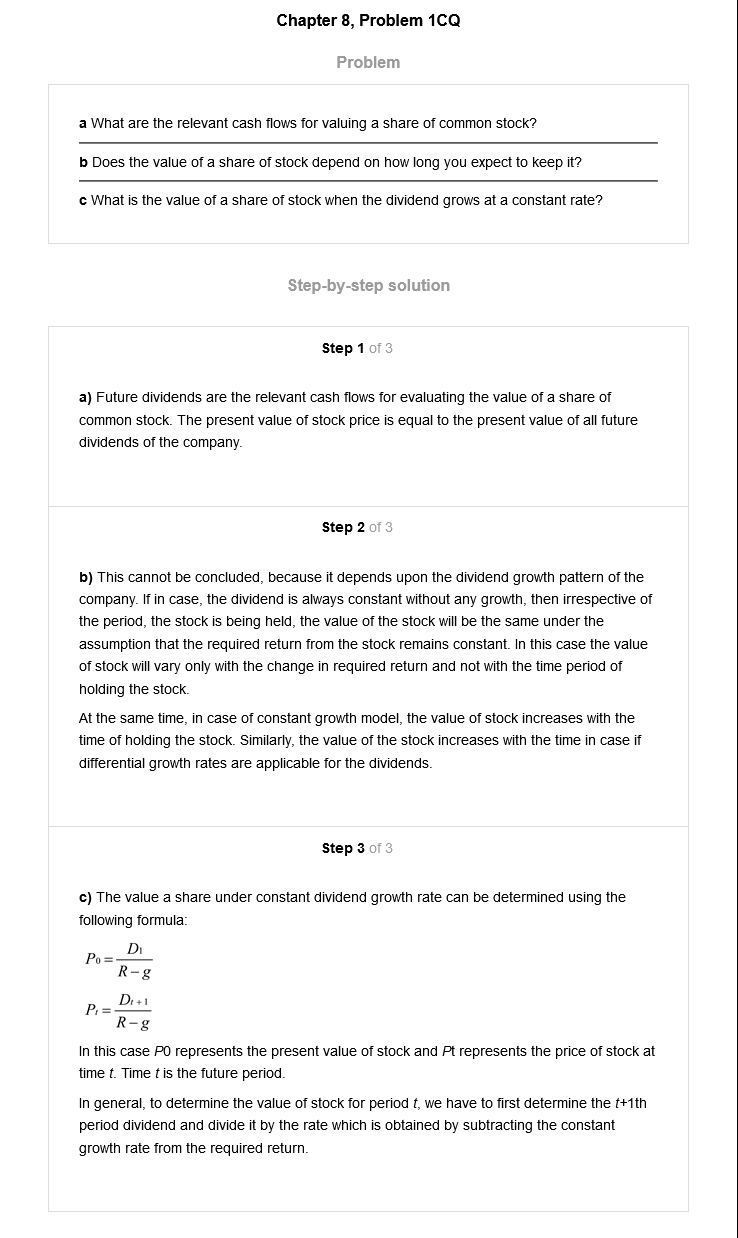 Chapter 8, Problem 1CQ
Problem
a What are the relevant cash flows for valuing a share of common stock?
b Does the value of a share of stock depend on how long you expect to keep it?
c What is the value of a share of stock when the dividend grows at a constant rate?
Step-by-step solution
Step 1 of 3
a) Future dividends are the relevant cash flows for evaluating the value of a share of
common stock. The present value of stock price is equal to the present value of all future
dividends of the company.
Step 2 of 3
b) This cannot be concluded, because it depends upon the dividend growth pattern of the
company. If in case, the dividend is always constant without any growth, then irrespective of
the period, the stock is being held, the value of the stock will be the same under the
assumption that the required return from the stock remains constant. In this case the value
of stock will vary only with the change in required return and not with the time period of
holding the stock.
At the same time, in case of constant growth model, the value of stock increases with the
time of holding the stock. Similarly, the value of the stock increases with the time in case if
differential growth rates are applicable for the dividends.
Step 3 of 3
c) The value a share under constant dividend growth rate can be determined using the
following formula:
P0 = D1 / R − g
Pt = Dt + 1 / R − g
In this case P0 represents the present value of stock and Pt represents the price of stock at
time t. Time t is the future period.
In general, to determine the value of stock for period t, we have to first determine the t+1th
period dividend and divide it by the rate which is obtained by subtracting the constant
growth rate from the required return.